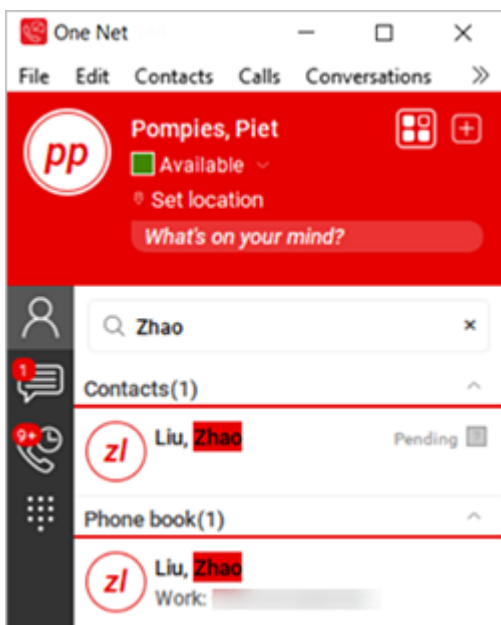 One Net
File Edit Contacts Calls Conversations »
pp
Pompies, Piet
Available
Set location
What's on your mind?
Zhao ×
1
Contacts(1)
9+
zl
Liu, Zhao
Pending ?
Phone book(1)
zl
Liu, Zhao
Work: